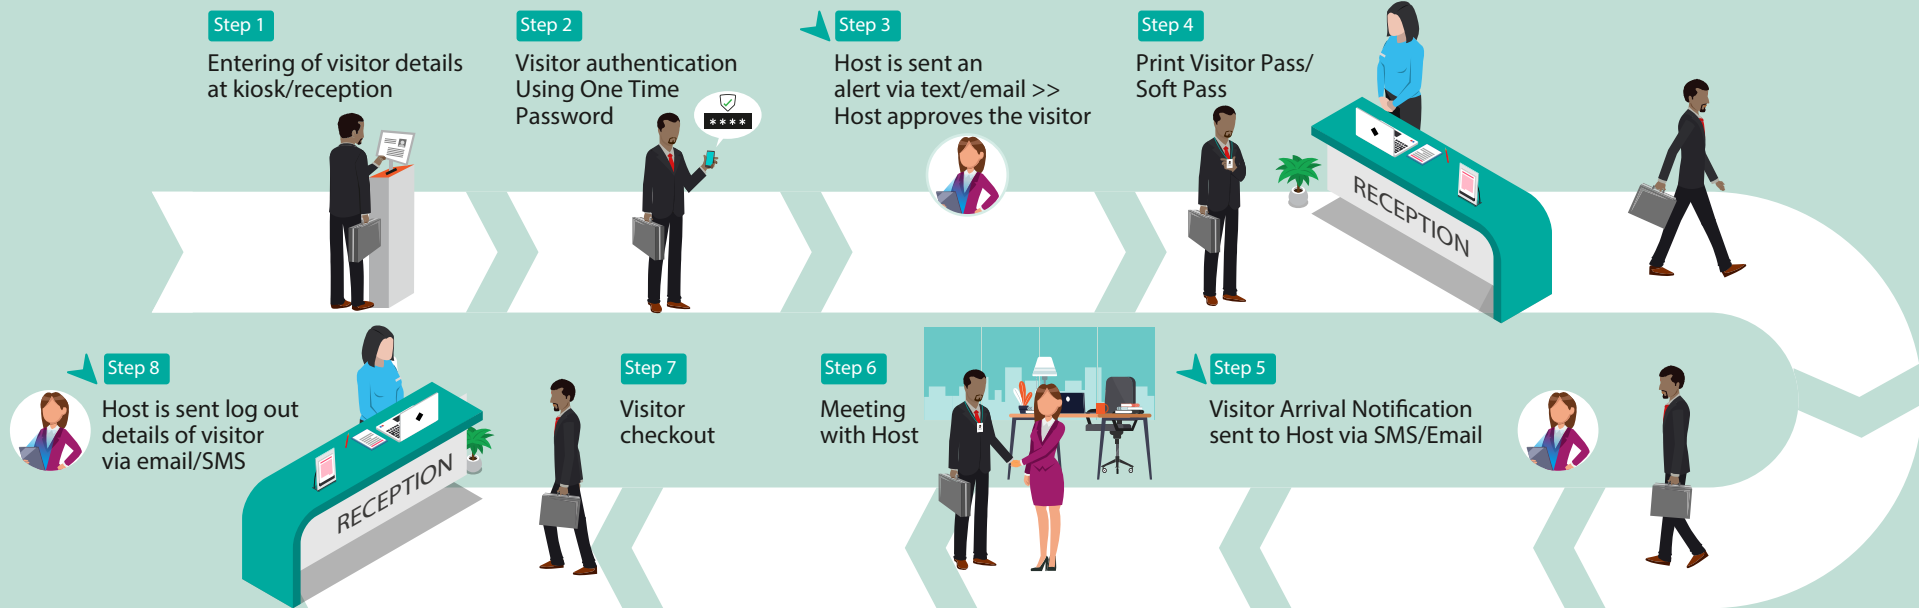 Step 1
Entering of visitor details
at kiosk/reception
Step 2
Visitor authentication
Using One Time
Password
****
Step 3
Host is sent an
alert via text/email >>
Host approves the visitor
Step 4
Print Visitor Pass/
Soft Pass
RECEPTION
Step 5
Visitor Arrival Notification
sent to Host via SMS/Email
Step 6
Meeting
with Host
Step 7
Visitor
checkout
Step 8
Host is sent log out
details of visitor
via email/SMS
RECEPTION